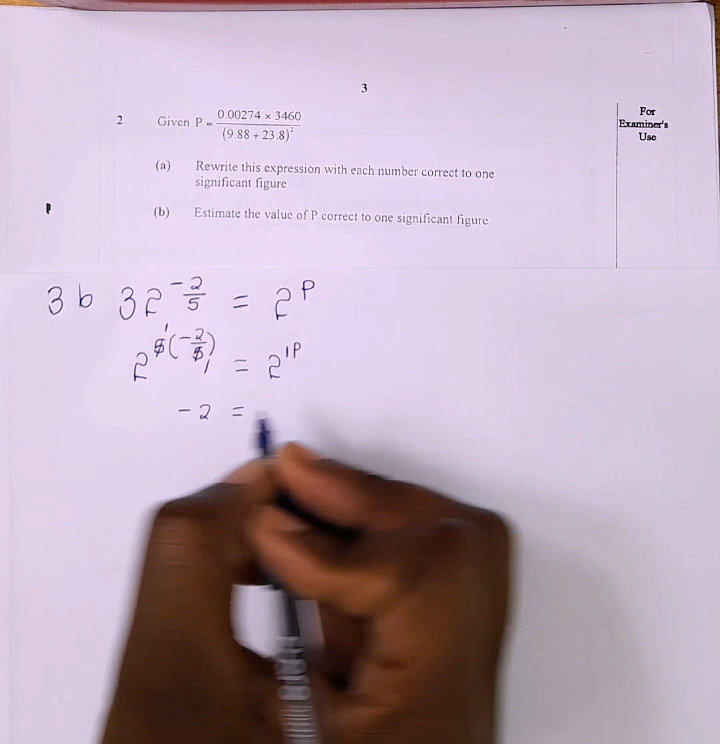 3
For
Examiner's
Use
2 Given P = 0.00274 × 3460 / (9.88 + 23.8)²
(a) Rewrite this expression with each number correct to one
significant figure.
(b) Estimate the value of P correct to one significant figure.
3 b 32^(-2/5) = 2^P
2^(5(-2/5)) = 2^(1P)
-2 =